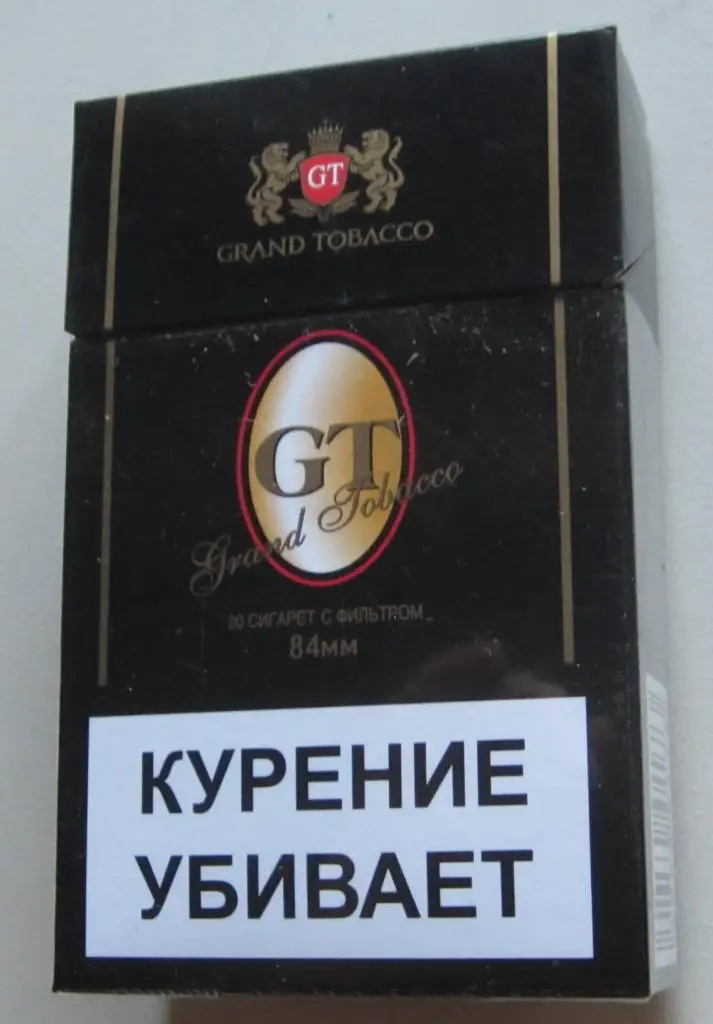 GT
GRAND TOBACCO
GT
Grand Tobacco
20 СИГАРЕТ С ФИЛЬТРОМ
84мм
КУРЕНИЕ
УБИВАЕТ